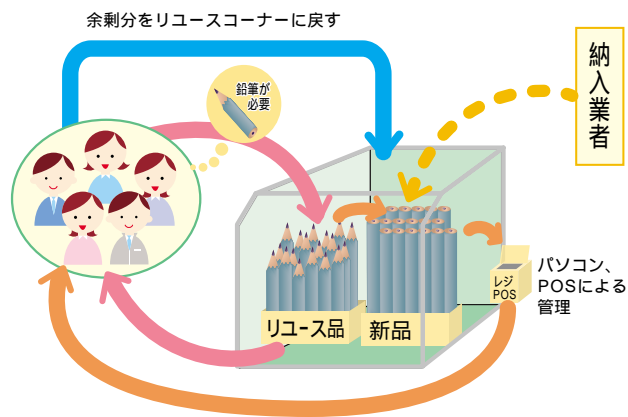 余剰分をリユースコーナーに戻す
鉛筆が
必要
納入業者
リユース品
新品
レジ
POS
パソコン、
POSによる
管理